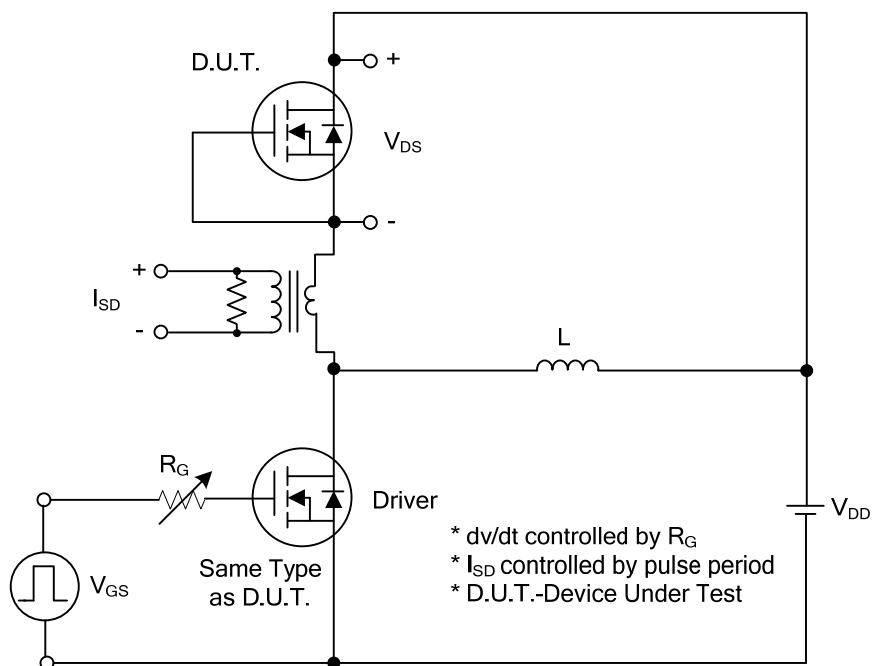 D.U.T.
+
V_DS
-
+
I_SD
-
L
R_G
Driver
V_DD
V_GS
Same Type
as D.U.T.
* dv/dt controlled by R_G
* I_SD controlled by pulse period
* D.U.T.-Device Under Test